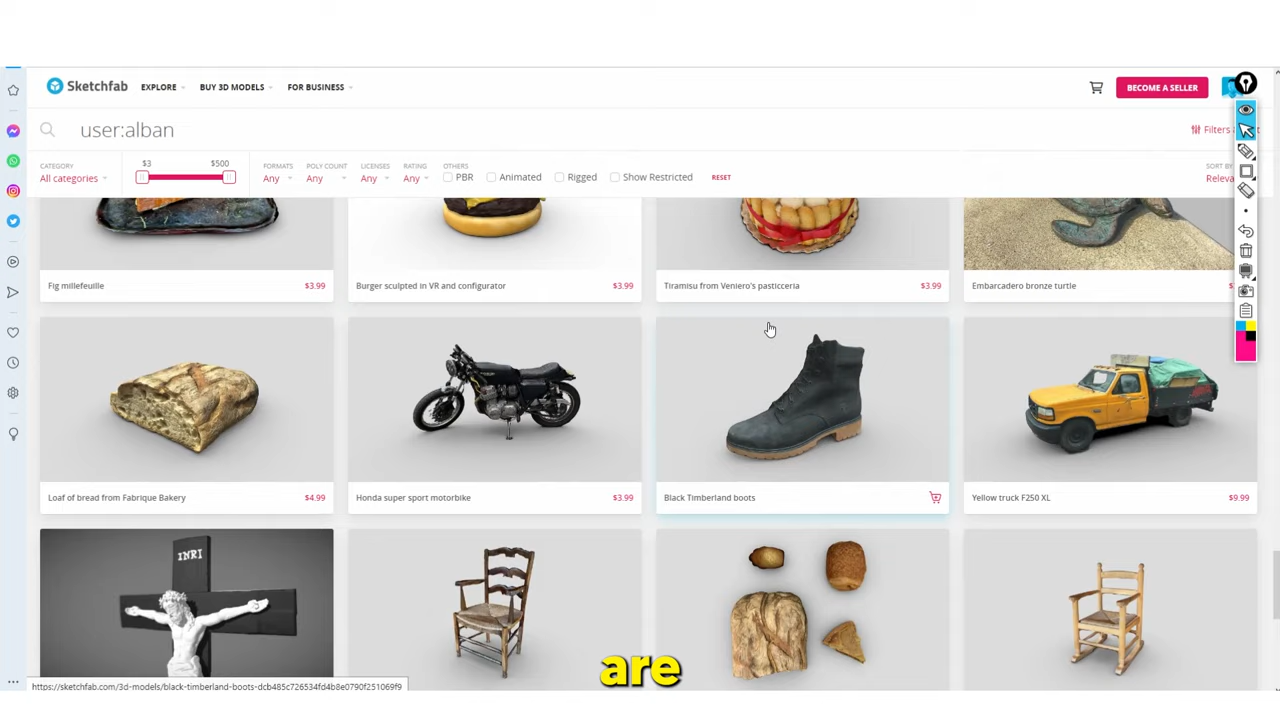 Sketchfab
EXPLORE
BUY 3D MODELS
FOR BUSINESS
BECOME A SELLER
user:alban
Filters
CATEGORY
All categories
$3
$500
FORMATS
Any
POLY COUNT
Any
LICENSES
Any
RATING
Any
OTHERS
PBR
Animated
Rigged
Show Restricted
RESET
SORT BY
Fig millefeuille
$3.99
Burger sculpted in VR and configurator
$3.99
Tiramisu from Veniero's pasticceria
$3.99
Embarcadero bronze turtle
Loaf of bread from Fabrique Bakery
$4.99
Honda super sport motorbike
$3.99
Black Timberland boots
Yellow truck F250 XL
$9.99
INRI
are
https://sketchfab.com/3d-models/black-timberland-boots-dcb485c726534fd4b8e0790f251069f9